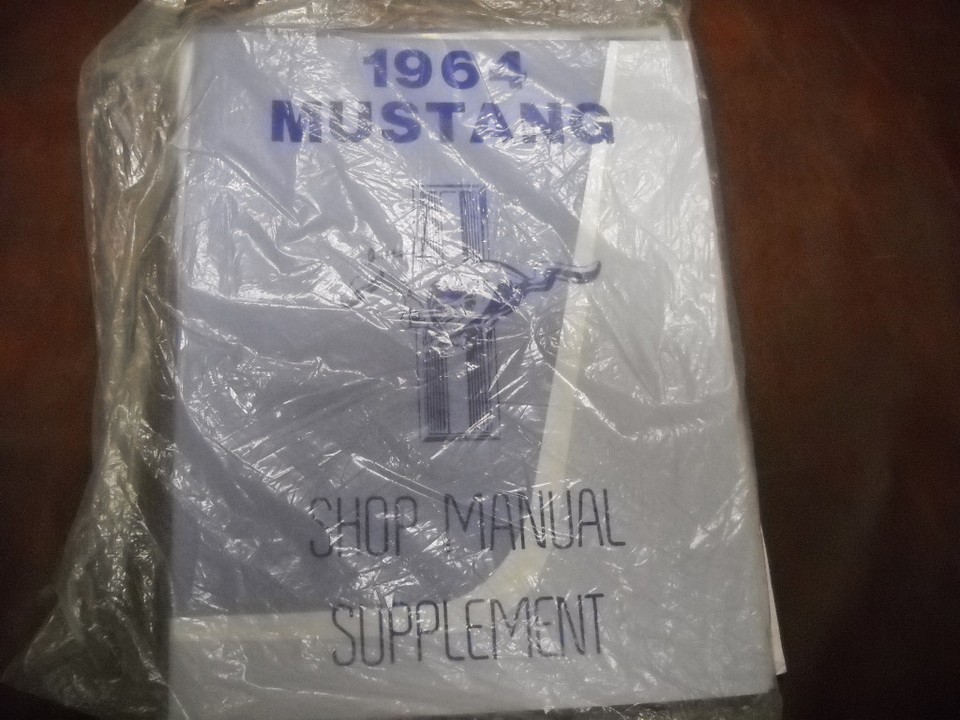 1964
MUSTANG
SHOP MANUAL
SUPPLEMENT